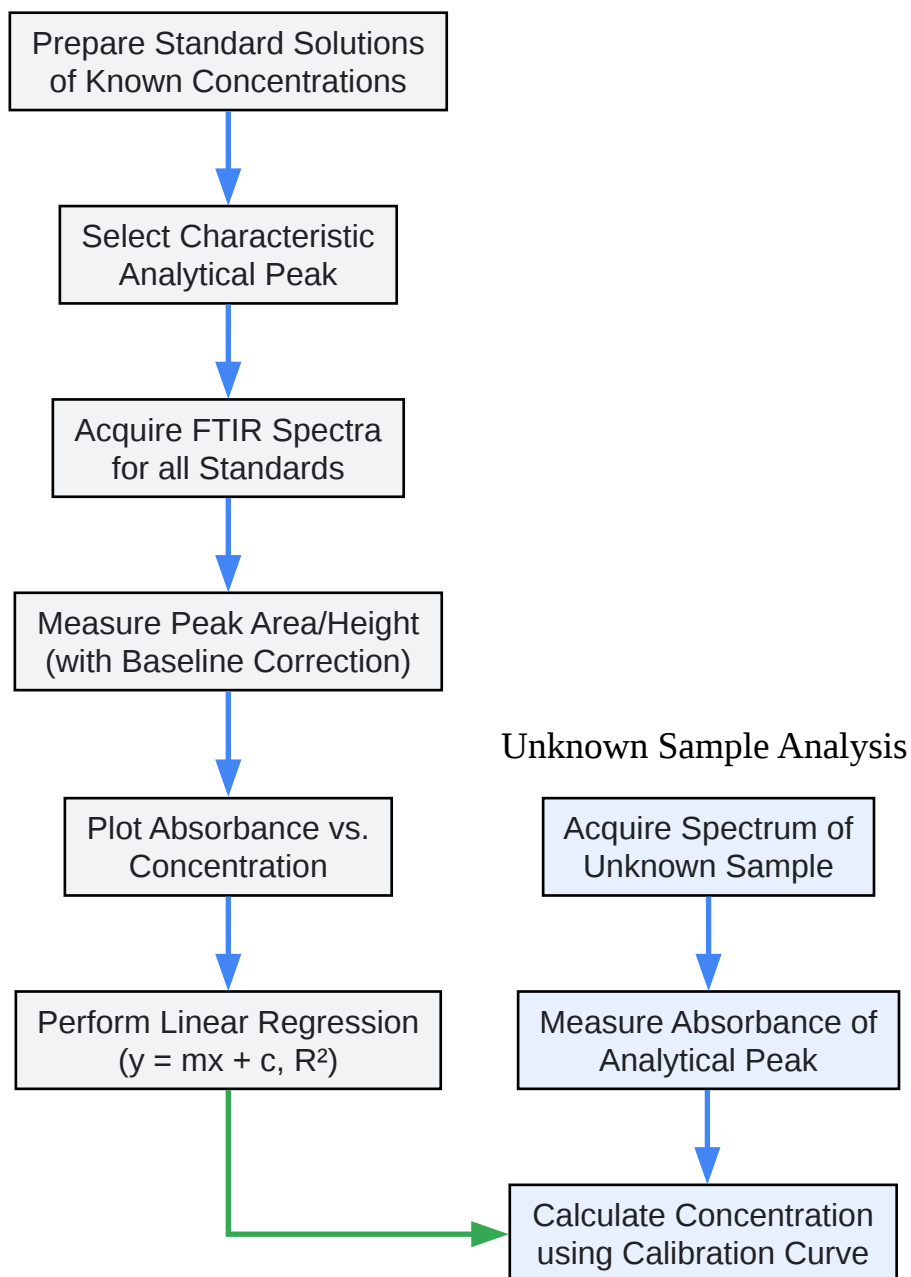 Prepare Standard Solutions
of Known Concentrations
Select Characteristic
Analytical Peak
Acquire FTIR Spectra
for all Standards
Measure Peak Area/Height
(with Baseline Correction)
Plot Absorbance vs.
Concentration
Perform Linear Regression
(y = mx + c, R²)
Unknown Sample Analysis
Acquire Spectrum of
Unknown Sample
Measure Absorbance of
Analytical Peak
Calculate Concentration
using Calibration Curve